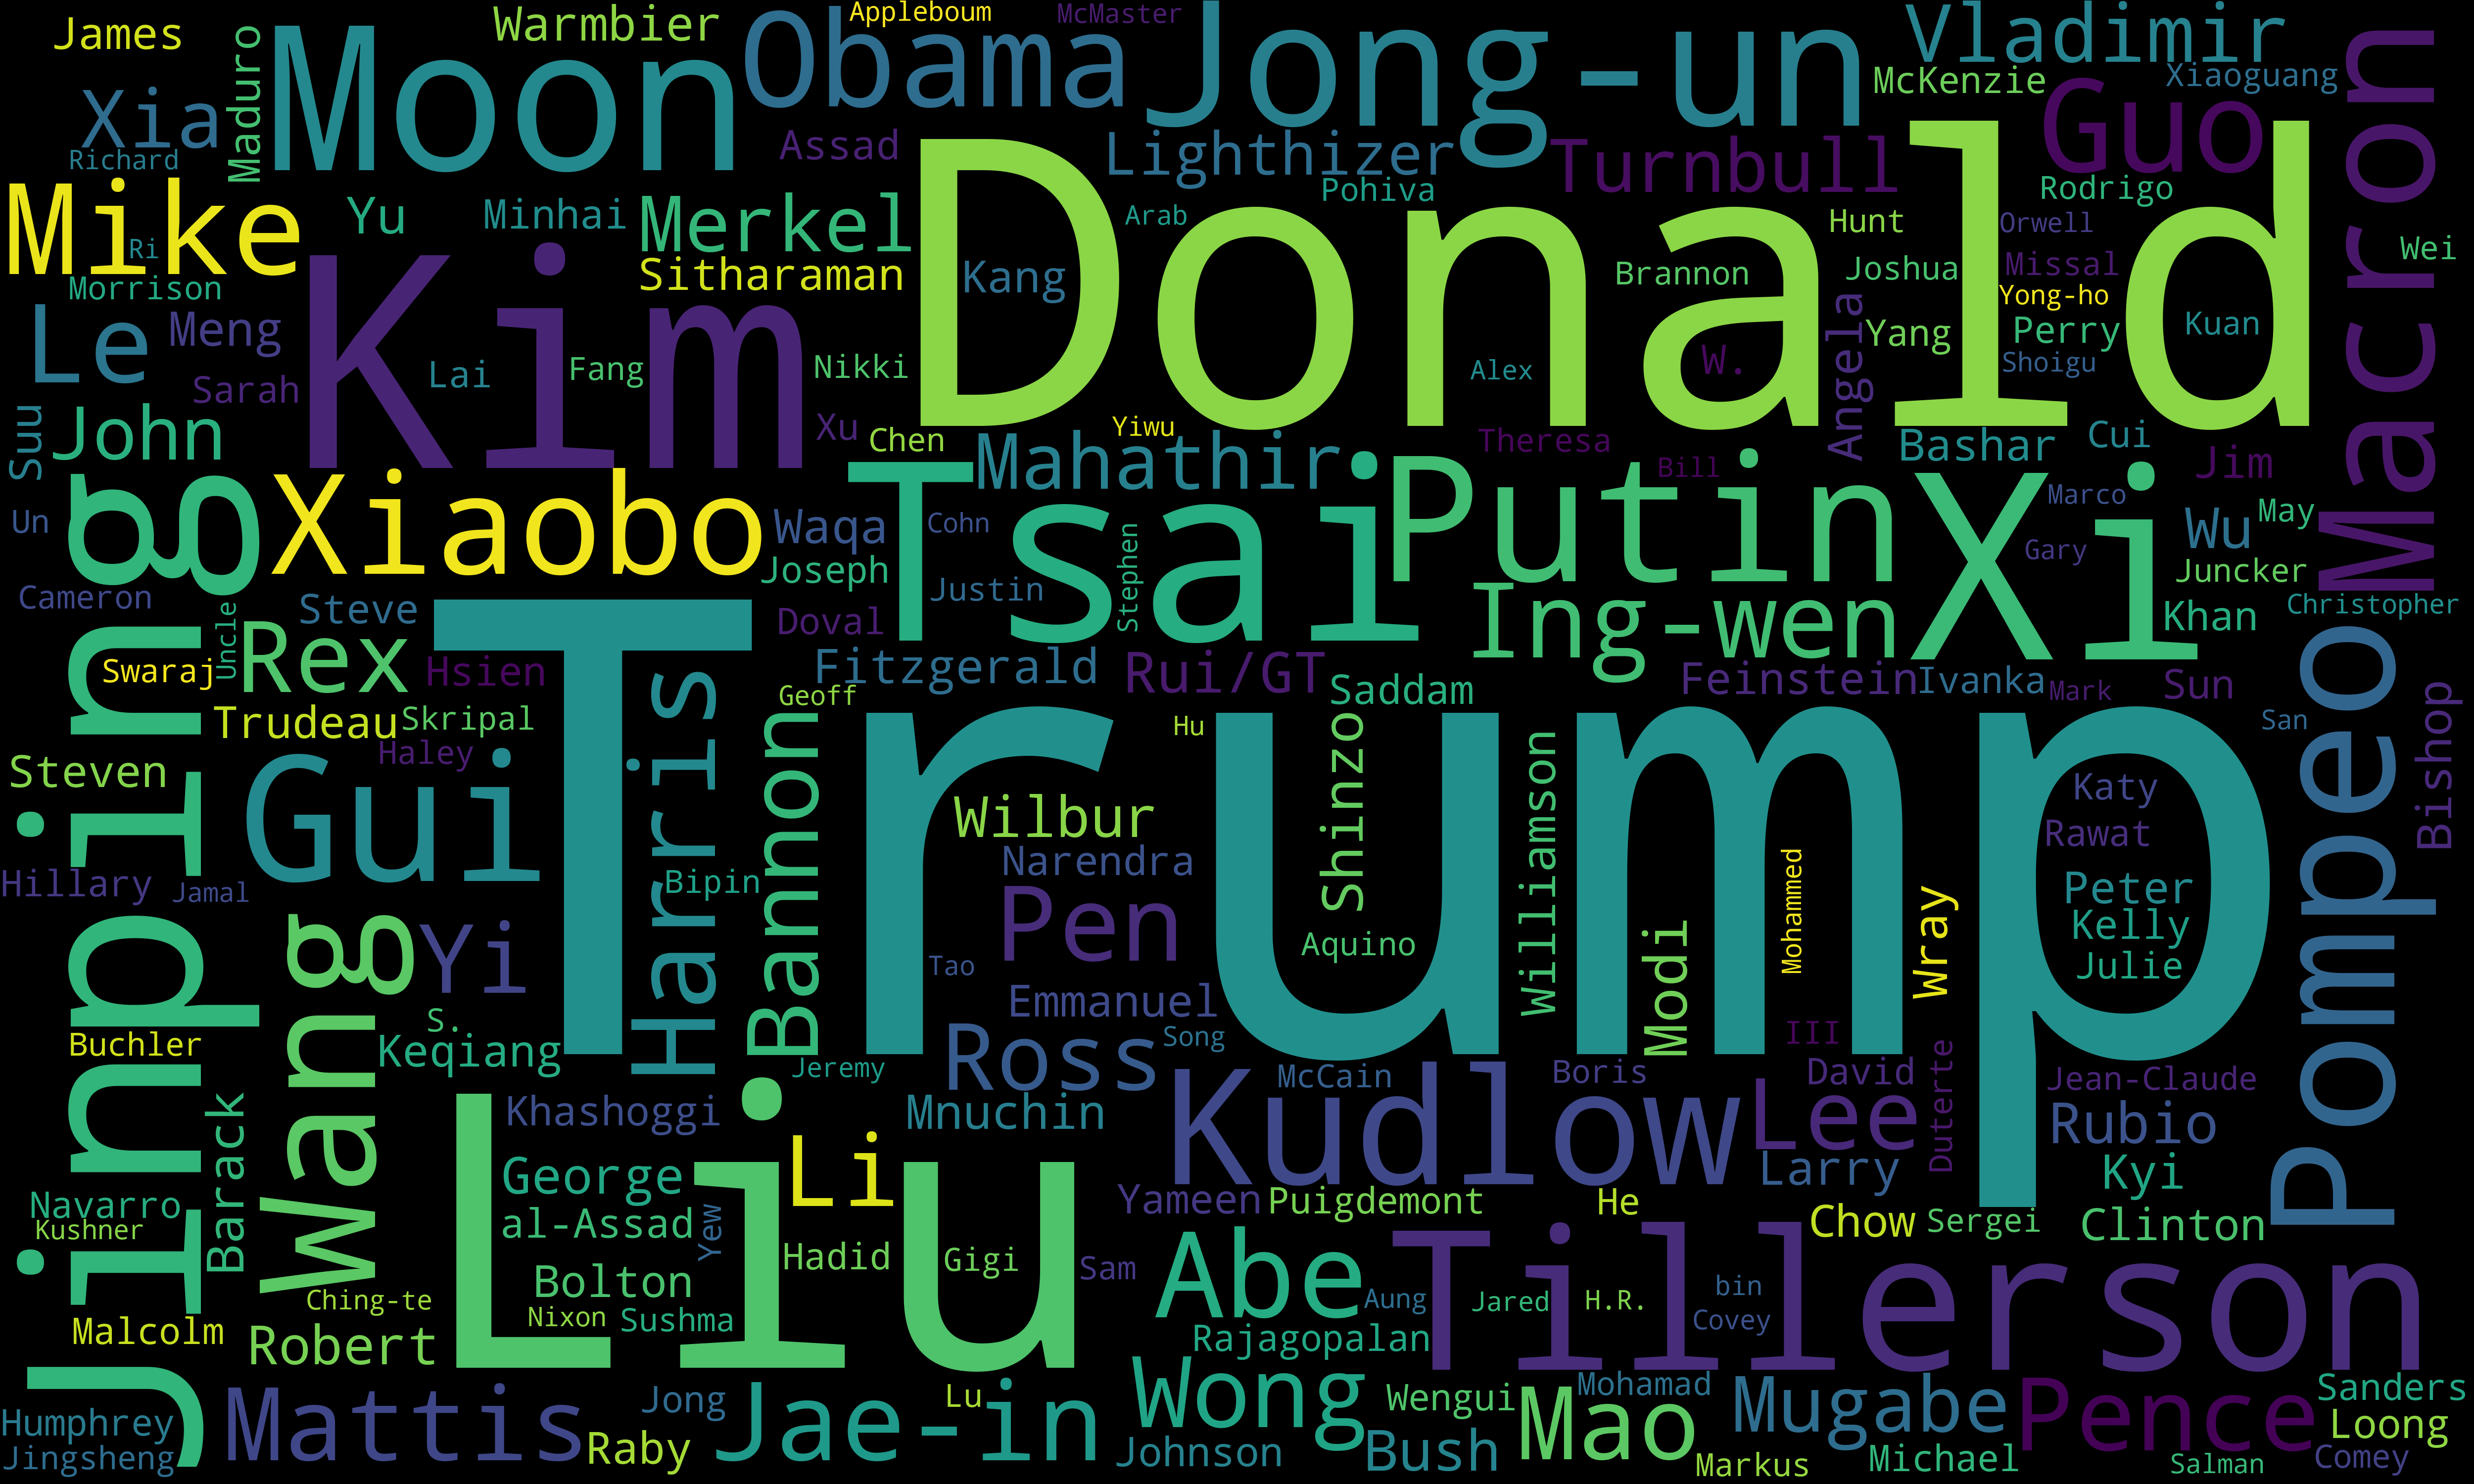 James
Warmbier
Appleboum
McMaster
Vladimir
Moon
Obama
Jong-un
McKenzie
Xiaoguang
Xia
Maduro
Assad
Lighthizer
Turnbull
Guo
Macron
Richard
Mike
Yu
Minhai
Merkel
Donald
Pohiva
Arab
Rodrigo
Hunt
Orwell
Wei
Ri
Kim
Sitharaman
Kang
Brannon
Joshua
Missal
Morrison
Yong-ho
Le
Meng
Angela
Yang
Perry
Kuan
Sarah
Lai
Fang
Nikki
Alex
W.
Shoigu
Suu
John
Xu
Chen
Yiwu
Mahathir
Theresa
Bashar
Cui
Bill
Jim
Xiaobo
Tsai
Putin
Xi
Marco
May
Un
Waqa
Cohn
Wu
Gary
Joseph
Justin
Stephen
Ing-wen
Juncker
Cameron
Steve
Uncle
Doval
Khan
Christopher
Jinping
Rex
Trump
Swaraj
Hsien
Fitzgerald
Rui/GT
Saddam
Feinstein
Ivanka
Mark
Sun
Pompeo
Harris
Geoff
Trudeau
Skripal
Hu
San
Bishop
Haley
Bannon
Shinzo
Williamson
Steven
Gui
Wilbur
Katy
Rawat
Narendra
Hillary
Jamal
Bipin
Pen
Mohammed
Wray
Peter
Wang
Yi
Kelly
Modi
Aquino
Tao
Julie
Emmanuel
S.
Keqiang
Ross
Song
III
Buchler
Jeremy
McCain
Boris
David
Duterte
Jean-Claude
Barack
Liu
Khashoggi
Mnuchin
Kudlow
Lee
Rubio
Li
George
Larry
Kyi
Navarro
Yameen
Puigdemont
He
Kushner
al-Assad
Yew
Chow
Sergei
Clinton
Hadid
Gigi
Sam
Abe
Tillerson
Bolton
Ching-te
Nixon
Sushma
Aung
Jared
H.R.
bin
Covey
Malcolm
Robert
Rajagopalan
Mattis
Jong
Lu
Jae-in
Wong
Wengui
Mao
Mohamad
Mugabe
Pence
Sanders
Humphrey
Loong
Jingsheng
Raby
Johnson
Bush
Markus
Michael
Salman
Comey